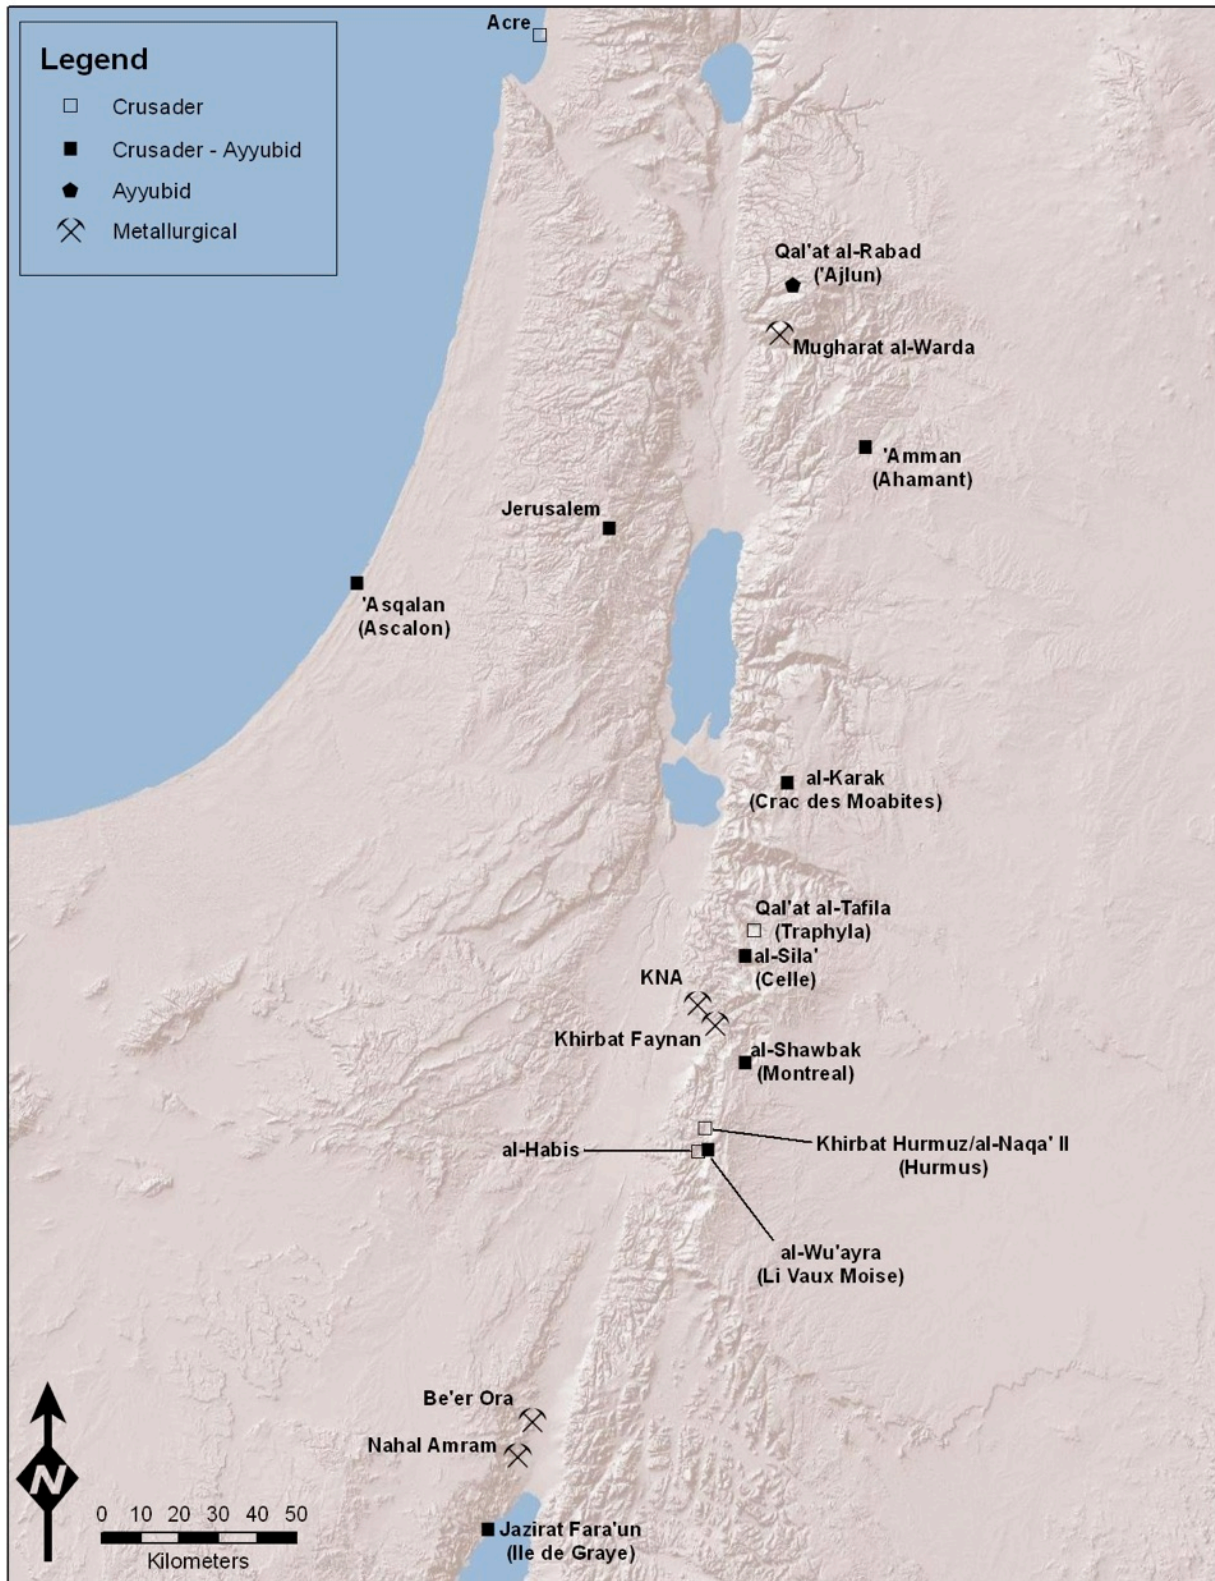 Acre
Legend
Crusader
Crusader - Ayyubid
Ayyubid
Metallurgical
Qal'at al-Rabad
('Ajlun)
Mugharat al-Warda
'Amman
(Ahamant)
Jerusalem
'Asqalan
(Ascalon)
al-Karak
(Crac des Moabites)
Qal'at al-Tafila
(Traphyla)
al-Sila'
(Celle)
KNA
Khirbat Faynan
al-Shawbak
(Montreal)
al-Habis
Khirbat Hurmuz/al-Naqa' II
(Hurmus)
al-Wu'ayra
(Li Vaux Moise)
Be'er Ora
Nahal Amram
N
0 10 20 30 40 50
Kilometers
Jazirat Fara'un
(Ile de Graye)